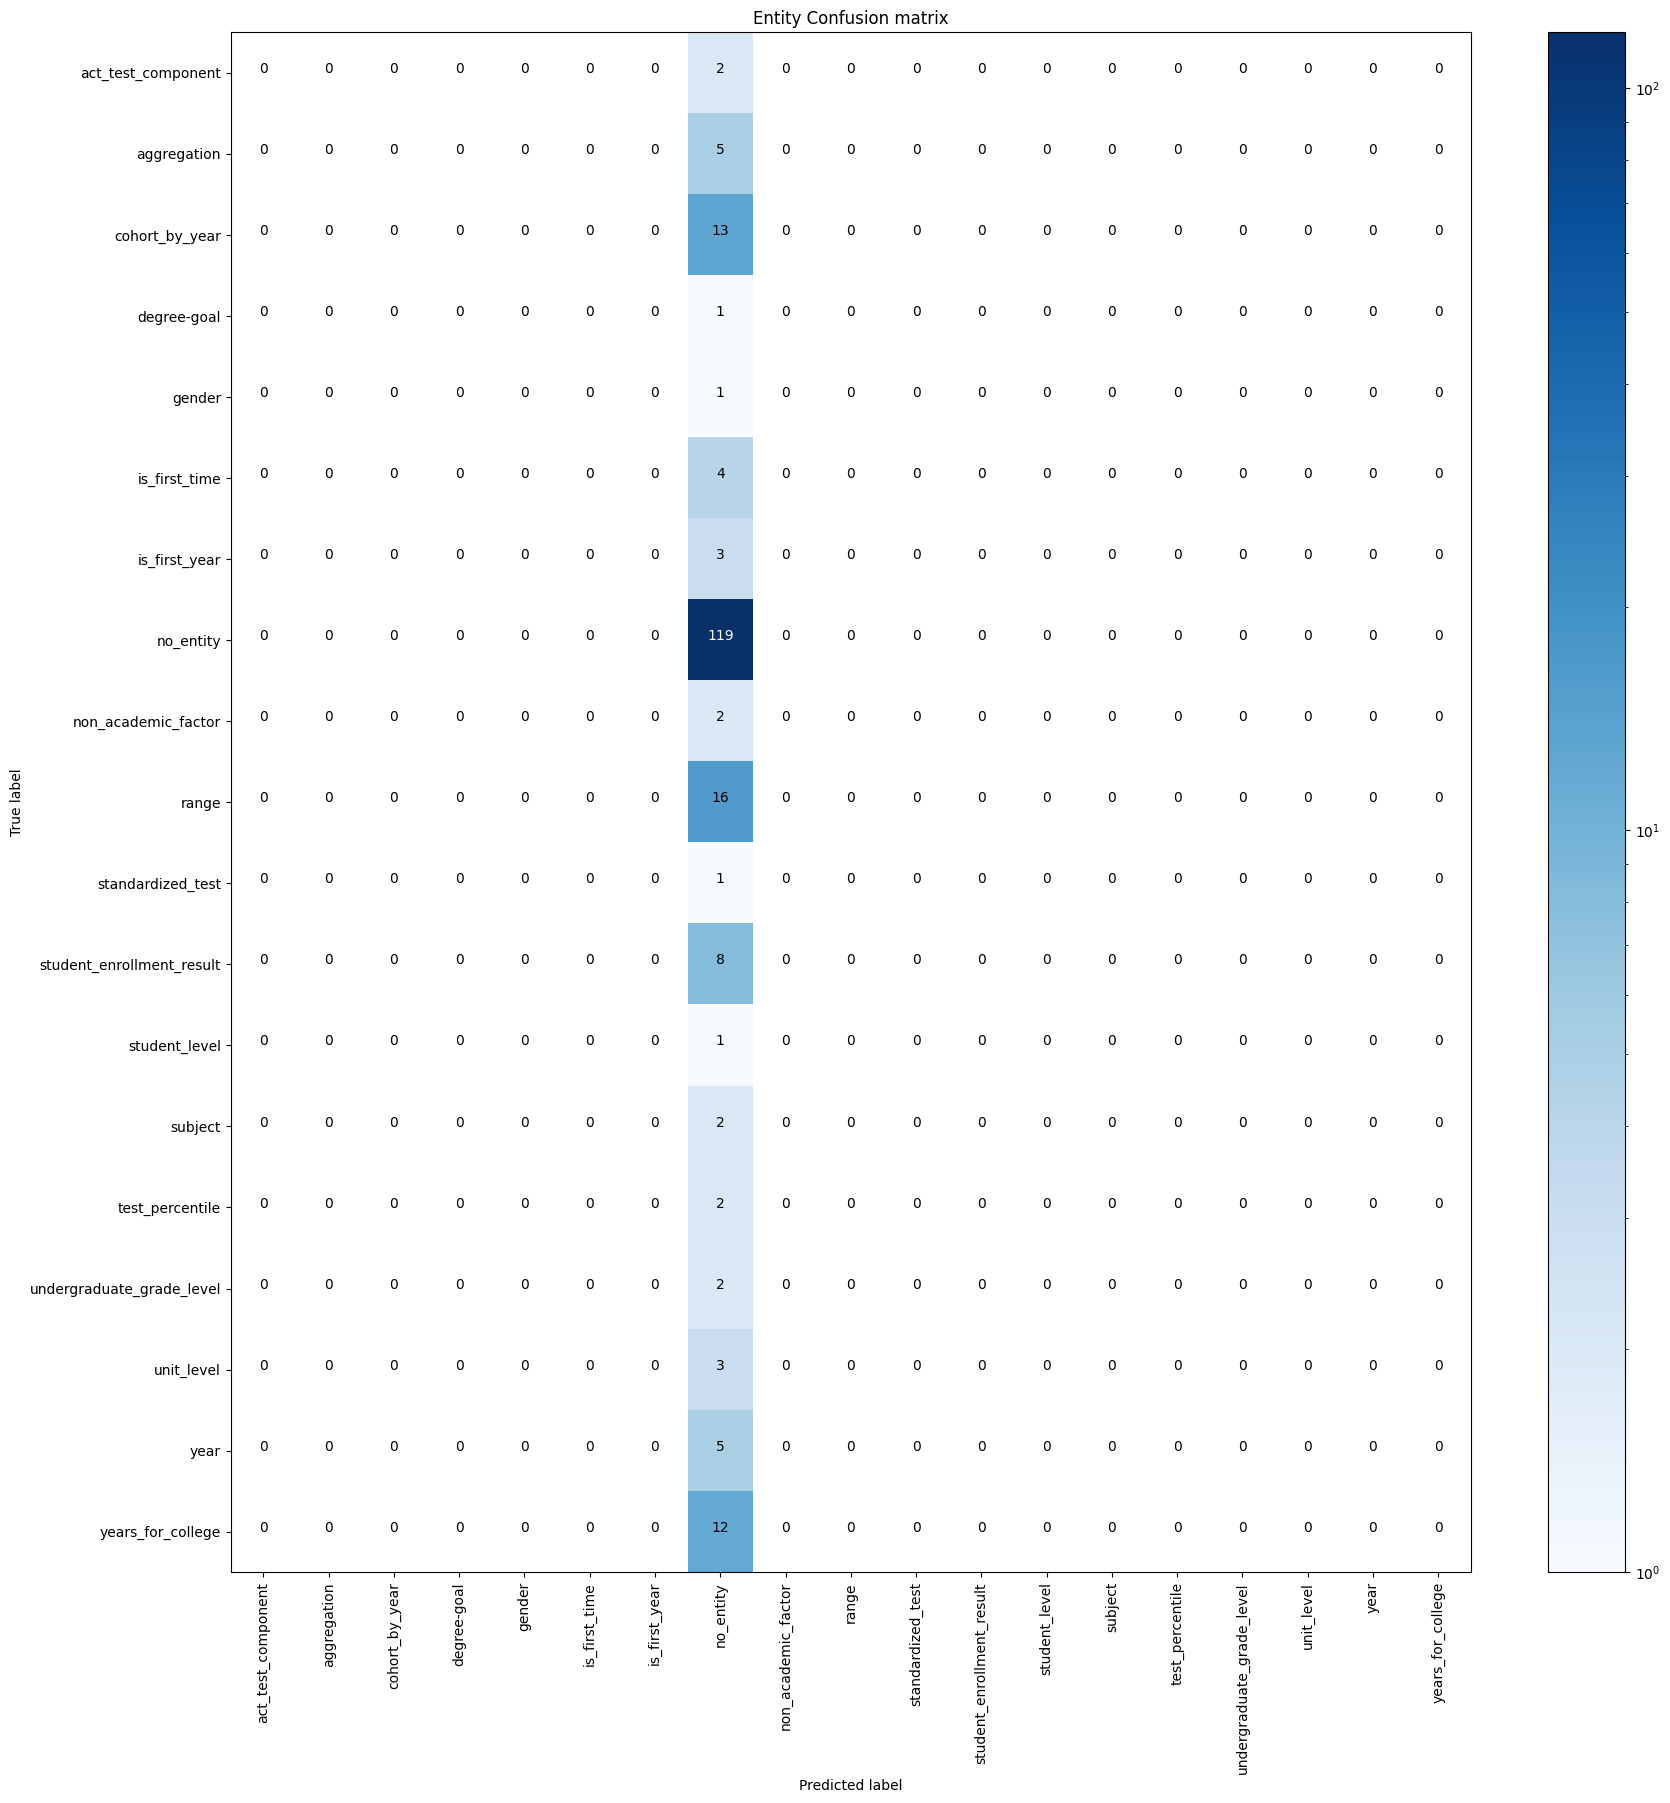 Entity Confusion matrix
act_test_component 0 0 0 0 0 0 0 2 0 0 0 0 0 0 0 0 0 0 0
aggregation 0 0 0 0 0 0 0 5 0 0 0 0 0 0 0 0 0 0 0
cohort_by_year 0 0 0 0 0 0 0 13 0 0 0 0 0 0 0 0 0 0 0
degree-goal 0 0 0 0 0 0 0 1 0 0 0 0 0 0 0 0 0 0 0
gender 0 0 0 0 0 0 0 1 0 0 0 0 0 0 0 0 0 0 0
is_first_time 0 0 0 0 0 0 0 4 0 0 0 0 0 0 0 0 0 0 0
is_first_year 0 0 0 0 0 0 0 3 0 0 0 0 0 0 0 0 0 0 0
no_entity 0 0 0 0 0 0 0 119 0 0 0 0 0 0 0 0 0 0 0
non_academic_factor 0 0 0 0 0 0 0 2 0 0 0 0 0 0 0 0 0 0 0
range 0 0 0 0 0 0 0 16 0 0 0 0 0 0 0 0 0 0 0
standardized_test 0 0 0 0 0 0 0 1 0 0 0 0 0 0 0 0 0 0 0
student_enrollment_result 0 0 0 0 0 0 0 8 0 0 0 0 0 0 0 0 0 0 0
student_level 0 0 0 0 0 0 0 1 0 0 0 0 0 0 0 0 0 0 0
subject 0 0 0 0 0 0 0 2 0 0 0 0 0 0 0 0 0 0 0
test_percentile 0 0 0 0 0 0 0 2 0 0 0 0 0 0 0 0 0 0 0
undergraduate_grade_level 0 0 0 0 0 0 0 2 0 0 0 0 0 0 0 0 0 0 0
unit_level 0 0 0 0 0 0 0 3 0 0 0 0 0 0 0 0 0 0 0
year 0 0 0 0 0 0 0 5 0 0 0 0 0 0 0 0 0 0 0
years_for_college 0 0 0 0 0 0 0 12 0 0 0 0 0 0 0 0 0 0 0
True label
act_test_component
aggregation
cohort_by_year
degree-goal
gender
is_first_time
is_first_year
no_entity
non_academic_factor
range
standardized_test
student_enrollment_result
student_level
subject
test_percentile
undergraduate_grade_level
unit_level
year
years_for_college
Predicted label
10²
10¹
10⁰